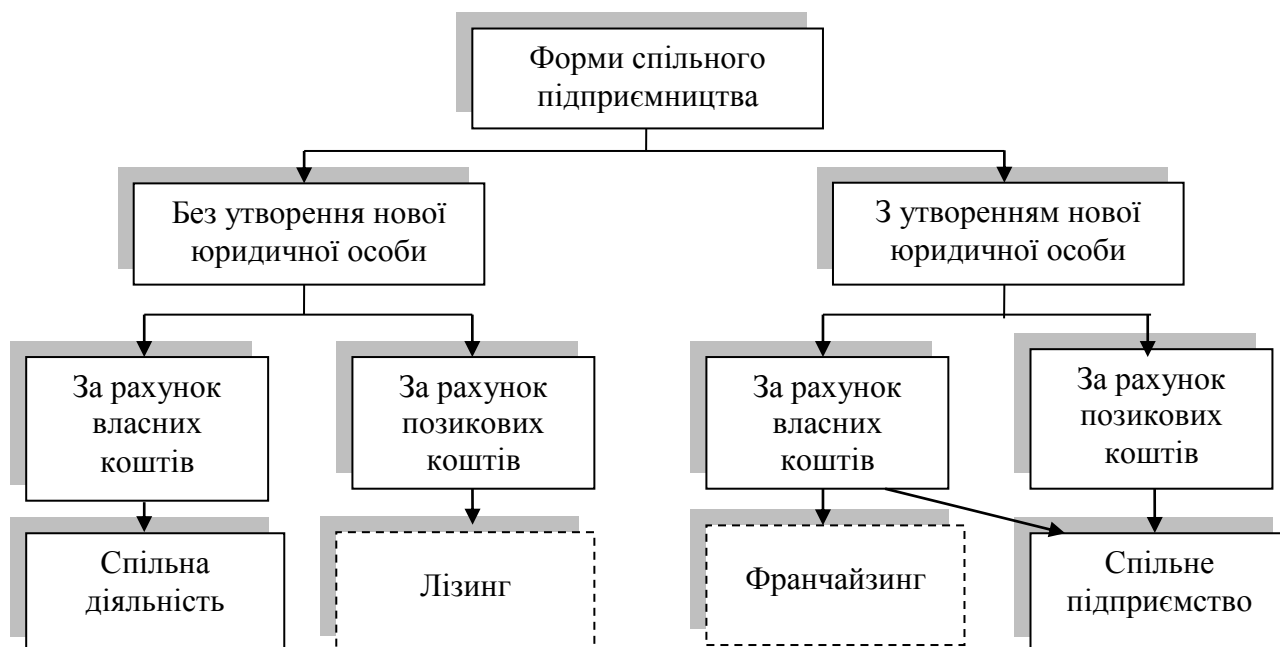 Форми спільного
підприємництва
Без утворення нової
юридичної особи
З утворенням нової
юридичної особи
За рахунок
власних
коштів
За рахунок
позикових
коштів
За рахунок
власних
коштів
За рахунок
позикових
коштів
Спільна
діяльність
Лізинг
Франчайзинг
Спільне
підприємство